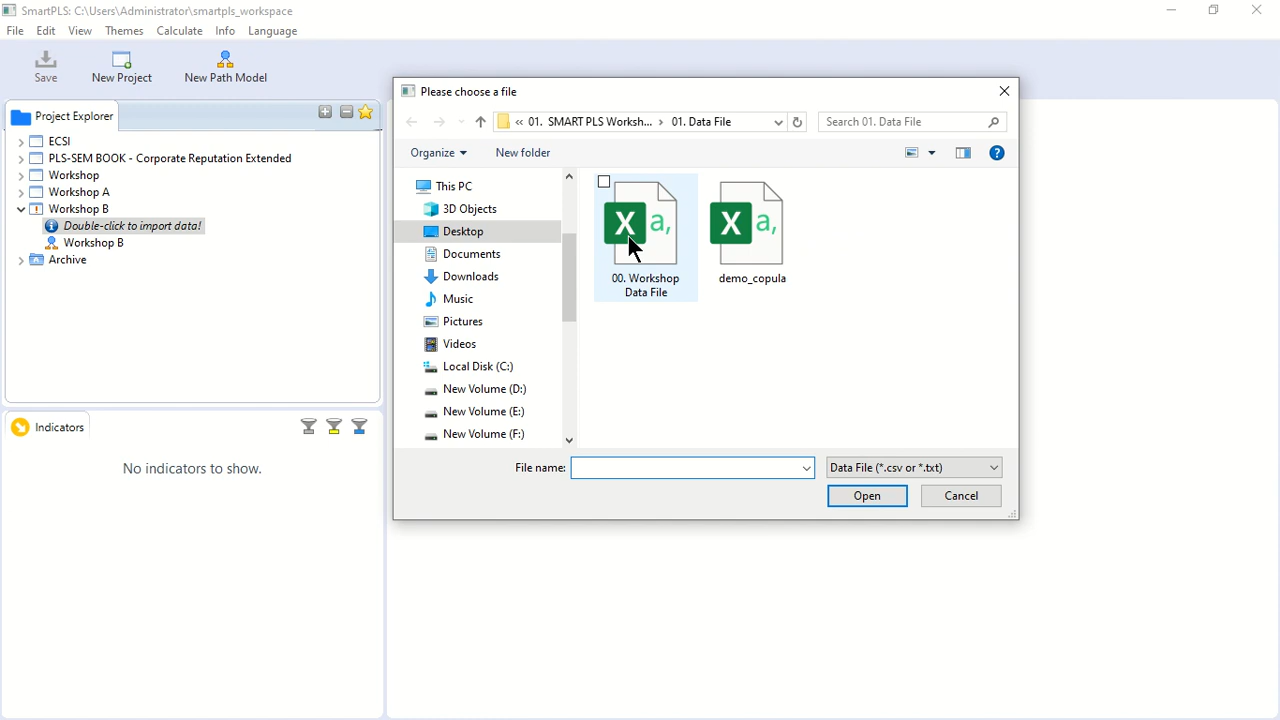 SmartPLS: C:\Users\Administrator\smartpls_workspace
File Edit View Themes Calculate Info Language
Save New Project New Path Model
Project Explorer
ECSI
PLS-SEM BOOK - Corporate Reputation Extended
Workshop
Workshop A
Workshop B
Double-click to import data!
Workshop B
Archive
Indicators
No indicators to show.
Please choose a file
« 01. SMART PLS Worksh... › 01. Data File
Search 01. Data File
Organize New folder
This PC
3D Objects
Desktop
Documents
Downloads
Music
Pictures
Videos
Local Disk (C:)
New Volume (D:)
New Volume (E:)
New Volume (F:)
X a,
00. Workshop
Data File
X a,
demo_copula
File name:
Data File (*.csv or *.txt)
Open Cancel